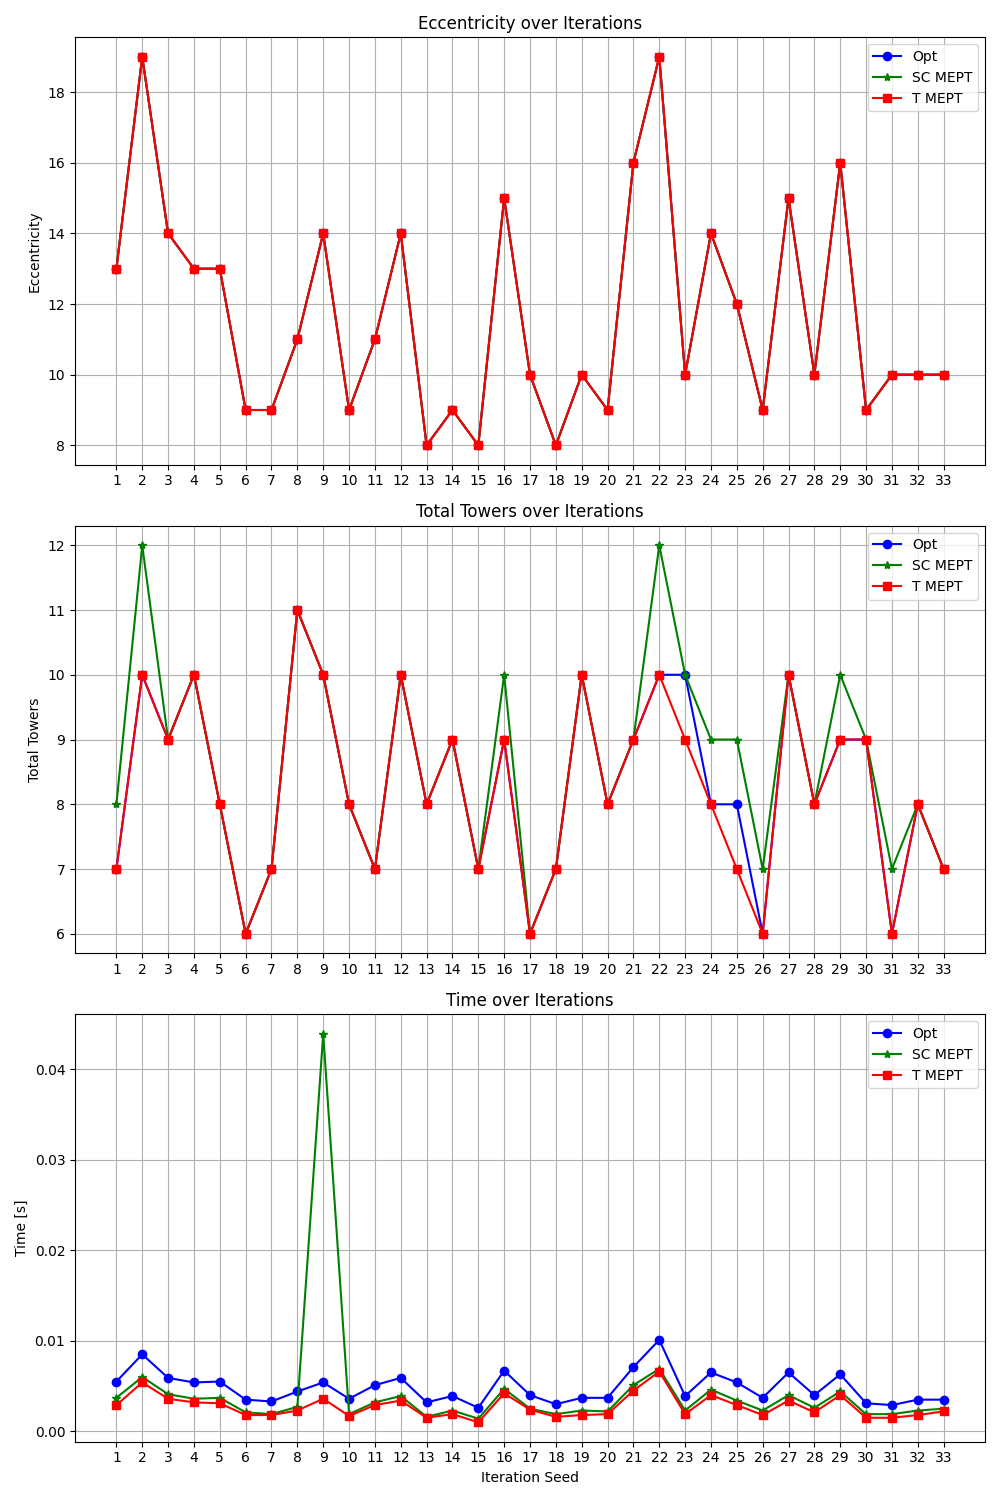 Eccentricity over Iterations
Opt
SC MEPT
T MEPT
18
16
14
12
10
8
Eccentricity
1 2 3 4 5 6 7 8 9 10 11 12 13 14 15 16 17 18 19 20 21 22 23 24 25 26 27 28 29 30 31 32 33
Total Towers over Iterations
Opt
SC MEPT
T MEPT
12
11
10
9
8
7
6
Total Towers
1 2 3 4 5 6 7 8 9 10 11 12 13 14 15 16 17 18 19 20 21 22 23 24 25 26 27 28 29 30 31 32 33
Time over Iterations
Opt
SC MEPT
T MEPT
0.04
0.03
0.02
0.01
0.00
Time [s]
1 2 3 4 5 6 7 8 9 10 11 12 13 14 15 16 17 18 19 20 21 22 23 24 25 26 27 28 29 30 31 32 33
Iteration Seed